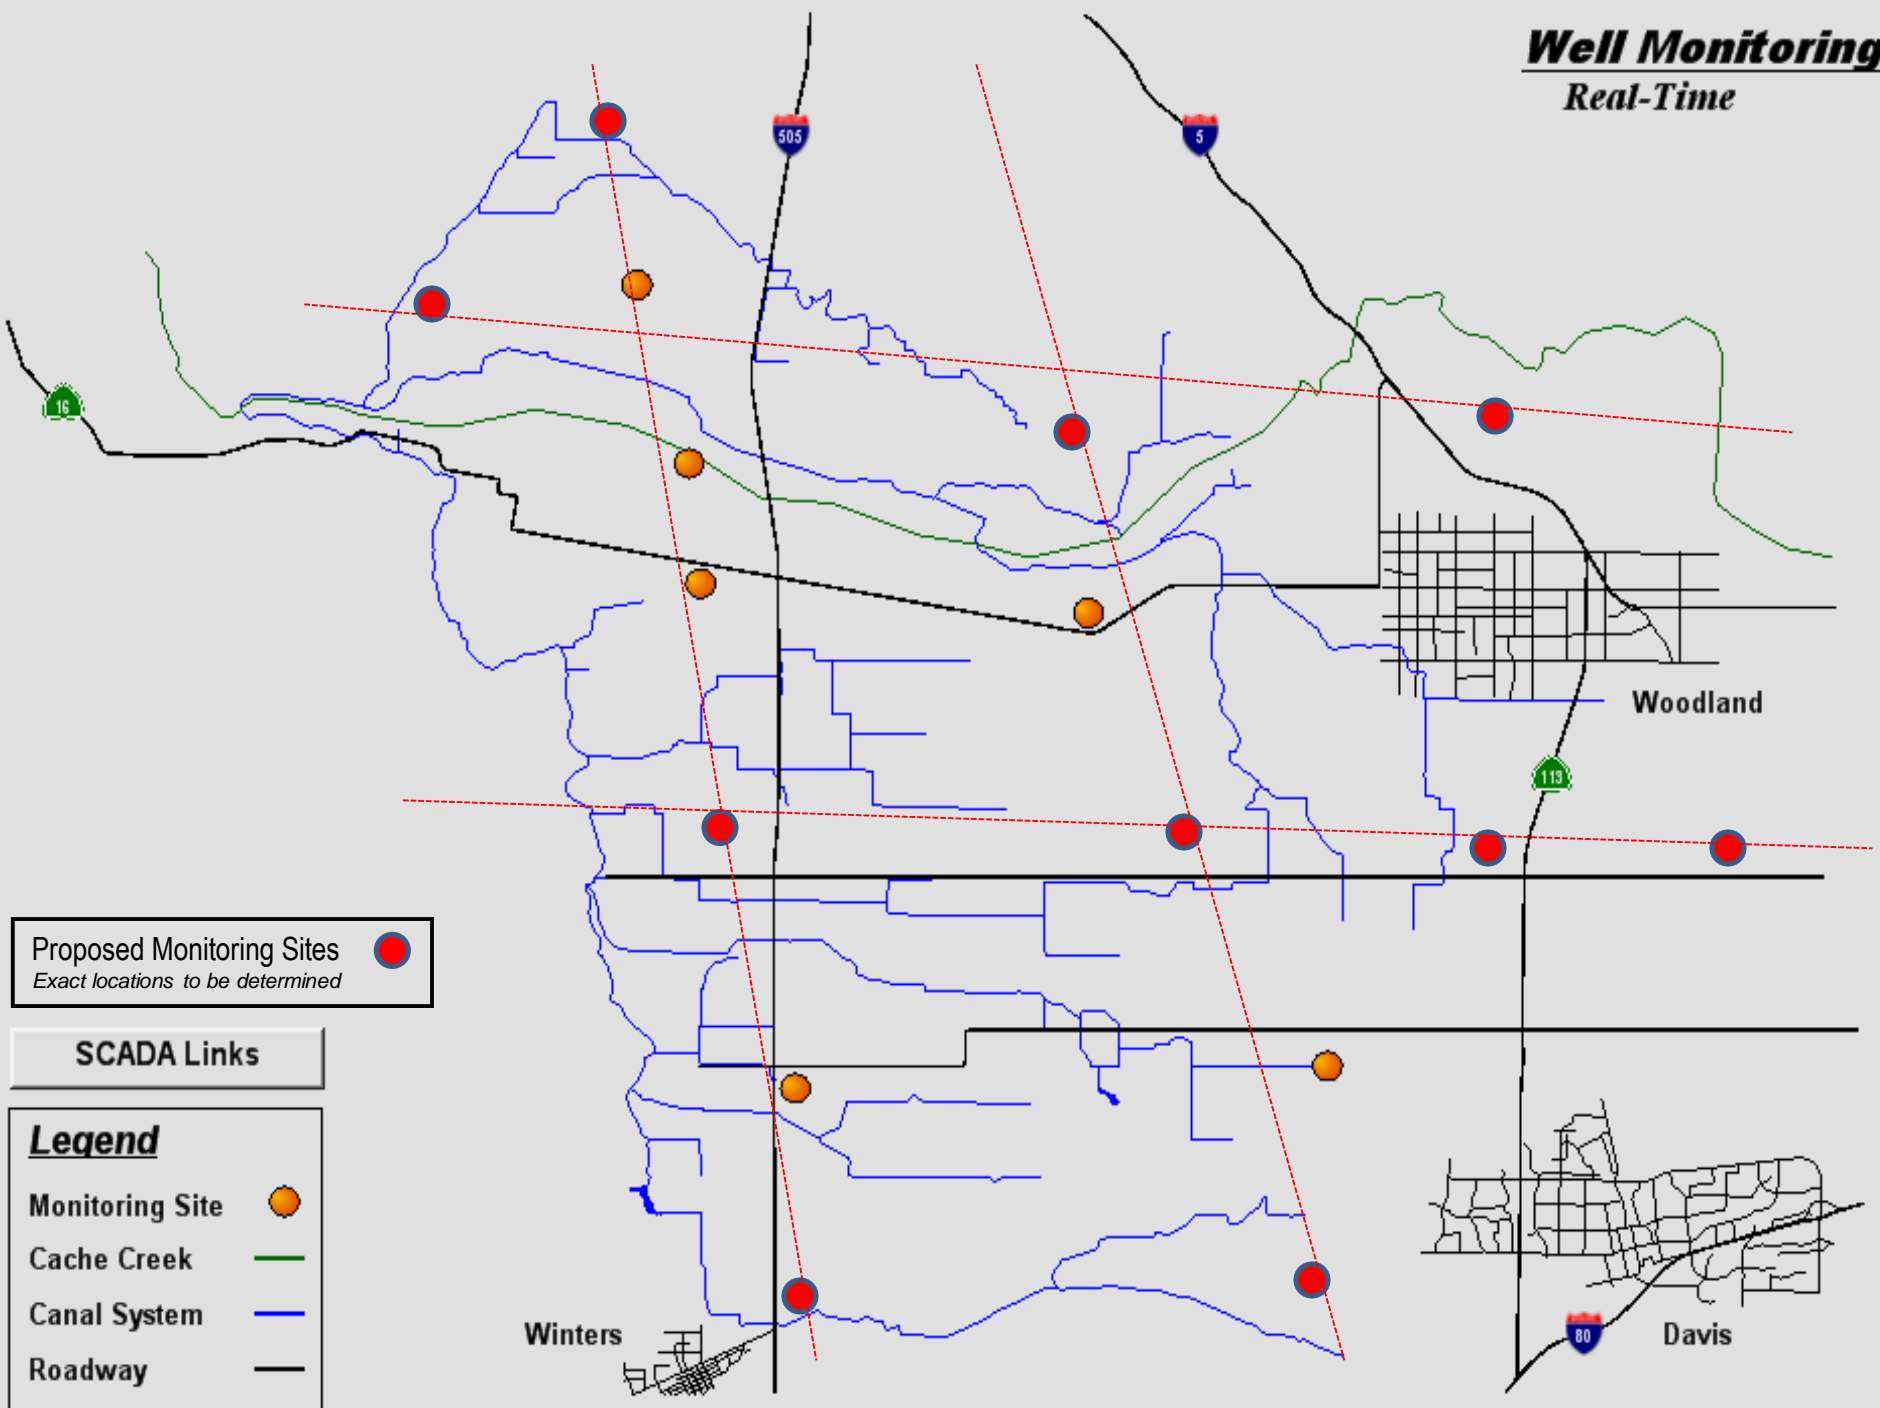 Well Monitoring
Real-Time
505
5
16
Woodland
113
Proposed Monitoring Sites
Exact locations to be determined
SCADA Links
Legend
Monitoring Site
Cache Creek
Canal System
Roadway
Winters
80
Davis